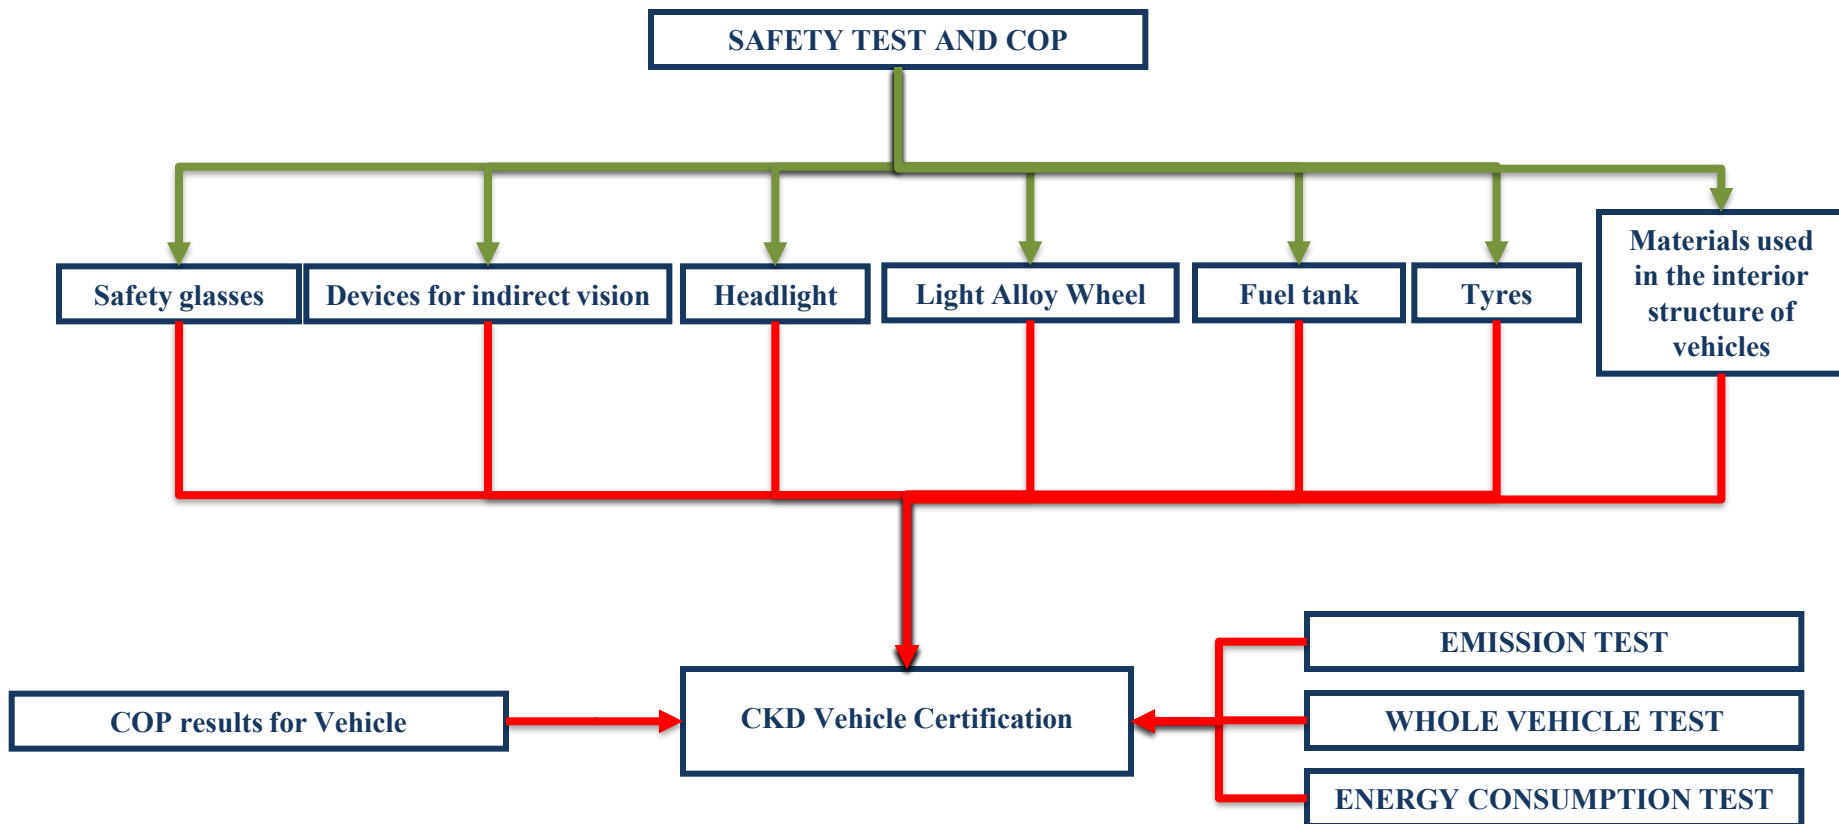 SAFETY TEST AND COP
Safety glasses
Devices for indirect vision
Headlight
Light Alloy Wheel
Fuel tank
Tyres
Materials used
in the interior
structure of
vehicles
COP results for Vehicle
CKD Vehicle Certification
EMISSION TEST
WHOLE VEHICLE TEST
ENERGY CONSUMPTION TEST